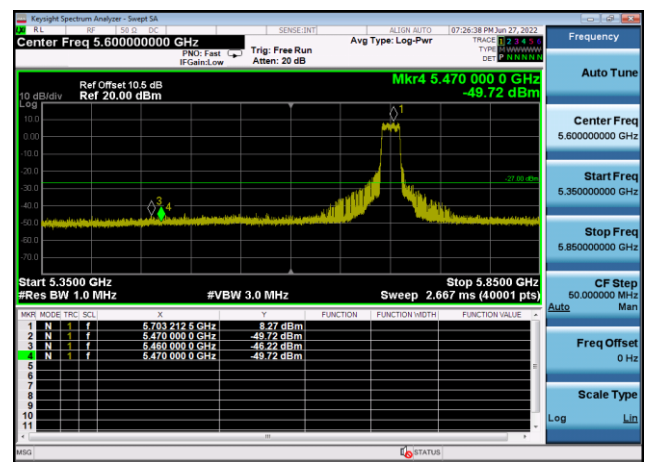 Keysight Spectrum Analyzer - Swept SA
RL RF 50 Ω DC SENSE:INT ALIGN AUTO 07:26:38 PM Jun 27, 2022
Center Freq 5.600000000 GHz
PNO: Fast Trig: Free Run
IFGain:Low Atten: 20 dB
Avg Type: Log-Pwr
TRACE 1 2 3 4 5 6
TYPE MWWWWW
DET P NNNNN
Ref Offset 10.5 dB
10 dB/div Ref 20.00 dBm
Log
Mkr4 5.470 000 0 GHz
-49.72 dBm
1
10.0
0.00
-10.0
-20.0
-27.00 dBm
-30.0
-40.0
3
4
-50.0
-60.0
-70.0
Start 5.3500 GHz Stop 5.8500 GHz
#Res BW 1.0 MHz #VBW 3.0 MHz Sweep 2.667 ms (40001 pts)
MKR MODE TRC SCL X Y FUNCTION FUNCTION WIDTH FUNCTION VALUE
1 N 1 f 5.703 212 5 GHz 8.27 dBm
2 N 1 f 5.470 000 0 GHz -49.72 dBm
3 N 1 f 5.460 000 0 GHz -46.22 dBm
4 N 1 f 5.470 000 0 GHz -49.72 dBm
5
6
7
8
9
10
11
MSG STATUS
Frequency
Auto Tune
Center Freq
5.600000000 GHz
Start Freq
5.350000000 GHz
Stop Freq
5.850000000 GHz
CF Step
50.000000 MHz
Auto Man
Freq Offset
0 Hz
Scale Type
Log Lin